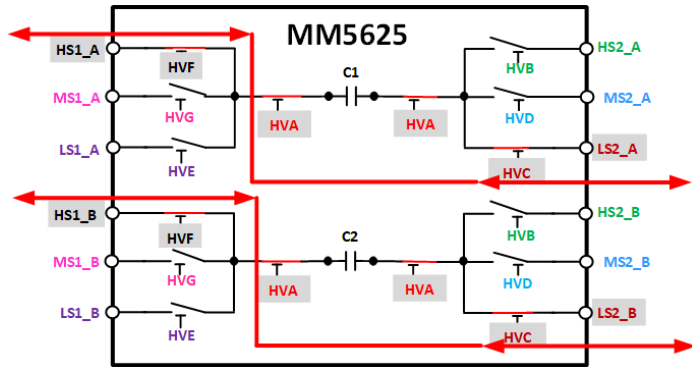 MM5625
HS1_A
HVF
HS2_A
HVB
C1
MS1_A
HVG
HVA
HVA
HVD
MS2_A
LS1_A
HVE
HVC
LS2_A
HS1_B
HVF
HS2_B
HVB
C2
MS1_B
HVG
HVA
HVA
HVD
MS2_B
LS1_B
HVE
HVC
LS2_B